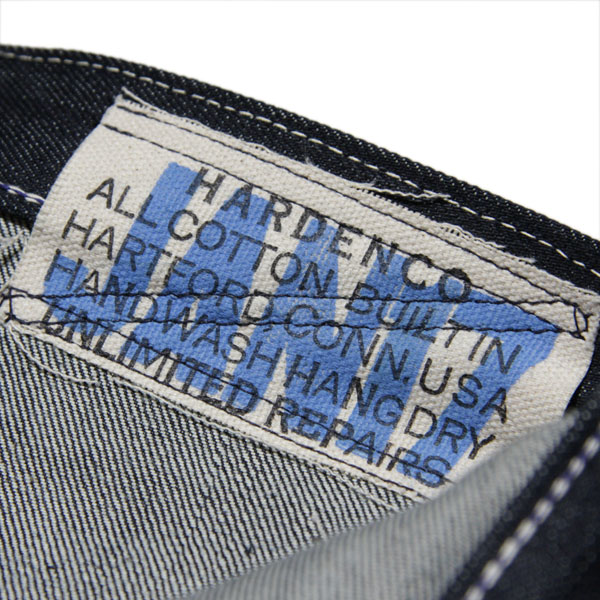 HARDENCO
ALL COTTON. BUILT IN
HARTFORD CONN. USA
HANDWASH HANG DRY
UNLIMITED REPAIRS